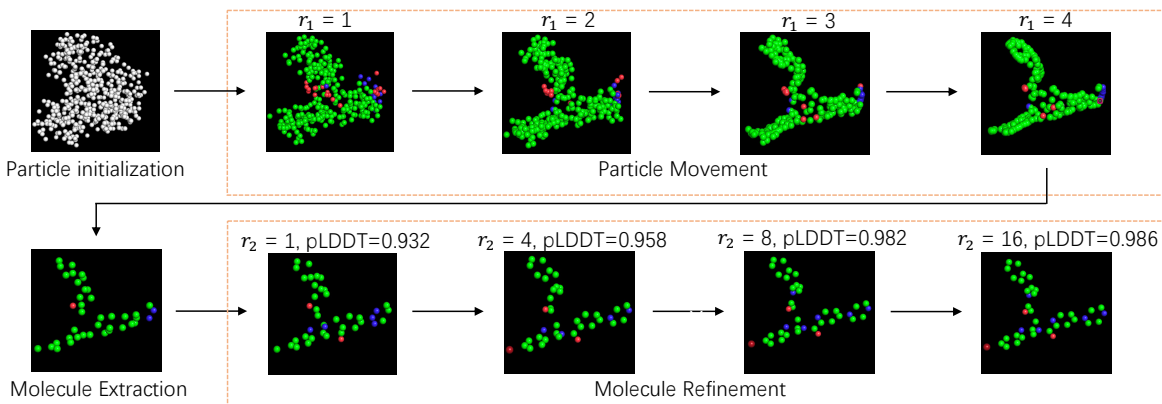 r₁ = 1
r₁ = 2
r₁ = 3
r₁ = 4
Particle initialization
Particle Movement
r₂ = 1, pLDDT=0.932
r₂ = 4, pLDDT=0.958
r₂ = 8, pLDDT=0.982
r₂ = 16, pLDDT=0.986
Molecule Extraction
Molecule Refinement